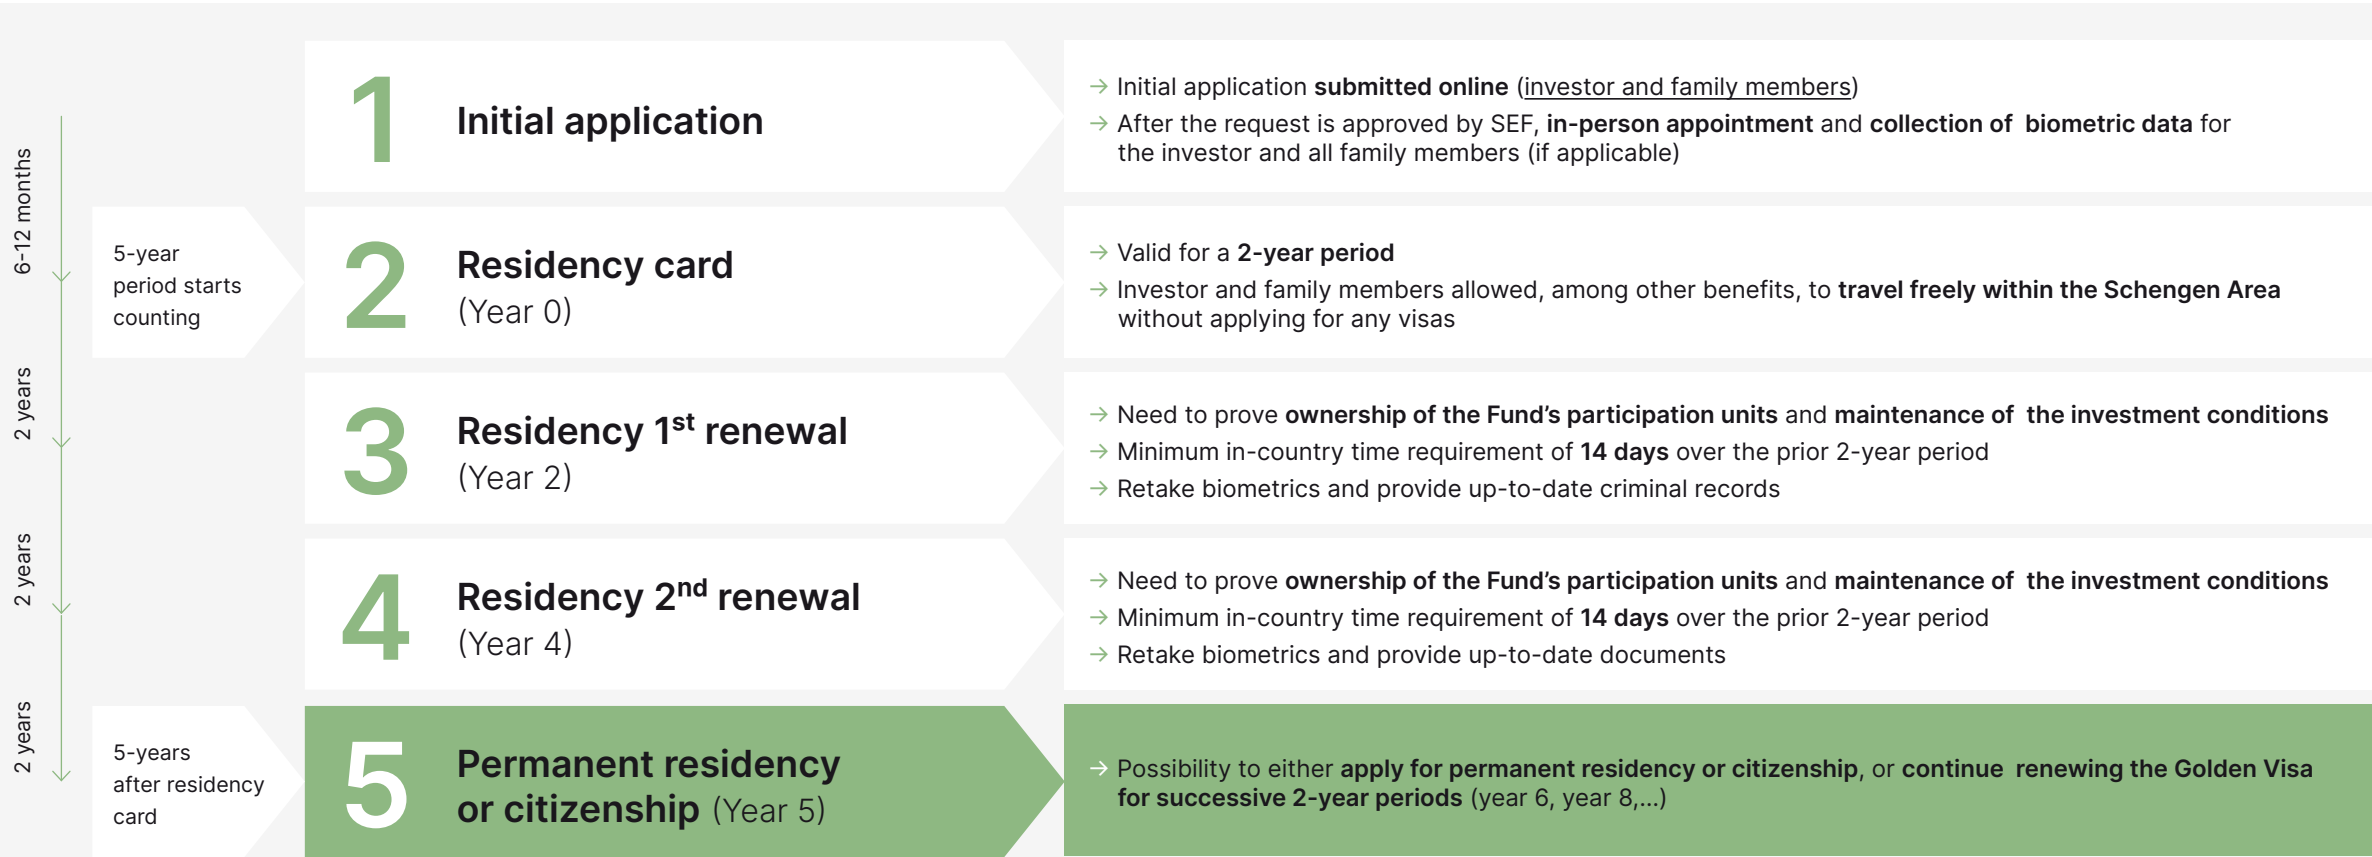 6-12 months
2 years
2 years
2 years
5-year
period starts
counting
5-years
after residency
card
1
Initial application
→ Initial application submitted online (investor and family members)
→ After the request is approved by SEF, in-person appointment and collection of biometric data for
the investor and all family members (if applicable)
2
Residency card
(Year 0)
→ Valid for a 2-year period
→ Investor and family members allowed, among other benefits, to travel freely within the Schengen Area
without applying for any visas
3
Residency 1st renewal
(Year 2)
→ Need to prove ownership of the Fund’s participation units and maintenance of the investment conditions
→ Minimum in-country time requirement of 14 days over the prior 2-year period
→ Retake biometrics and provide up-to-date criminal records
4
Residency 2nd renewal
(Year 4)
→ Need to prove ownership of the Fund’s participation units and maintenance of the investment conditions
→ Minimum in-country time requirement of 14 days over the prior 2-year period
→ Retake biometrics and provide up-to-date documents
5
Permanent residency
or citizenship (Year 5)
→ Possibility to either apply for permanent residency or citizenship, or continue renewing the Golden Visa
for successive 2-year periods (year 6, year 8,...)